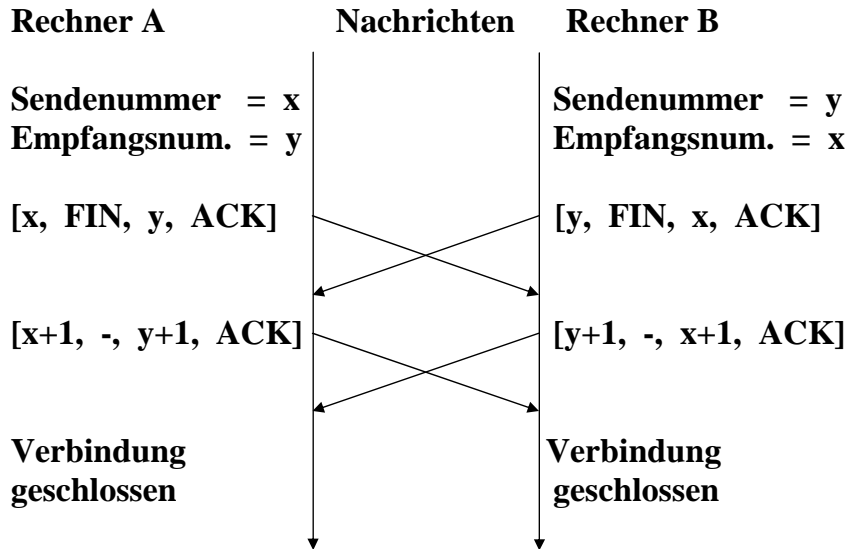 Rechner A Nachrichten Rechner B
Sendenummer = x Sendenummer = y
Empfangsnum. = y Empfangsnum. = x
[x, FIN, y, ACK] [y, FIN, x, ACK]
[x+1, -, y+1, ACK] [y+1, -, x+1, ACK]
Verbindung Verbindung
geschlossen geschlossen